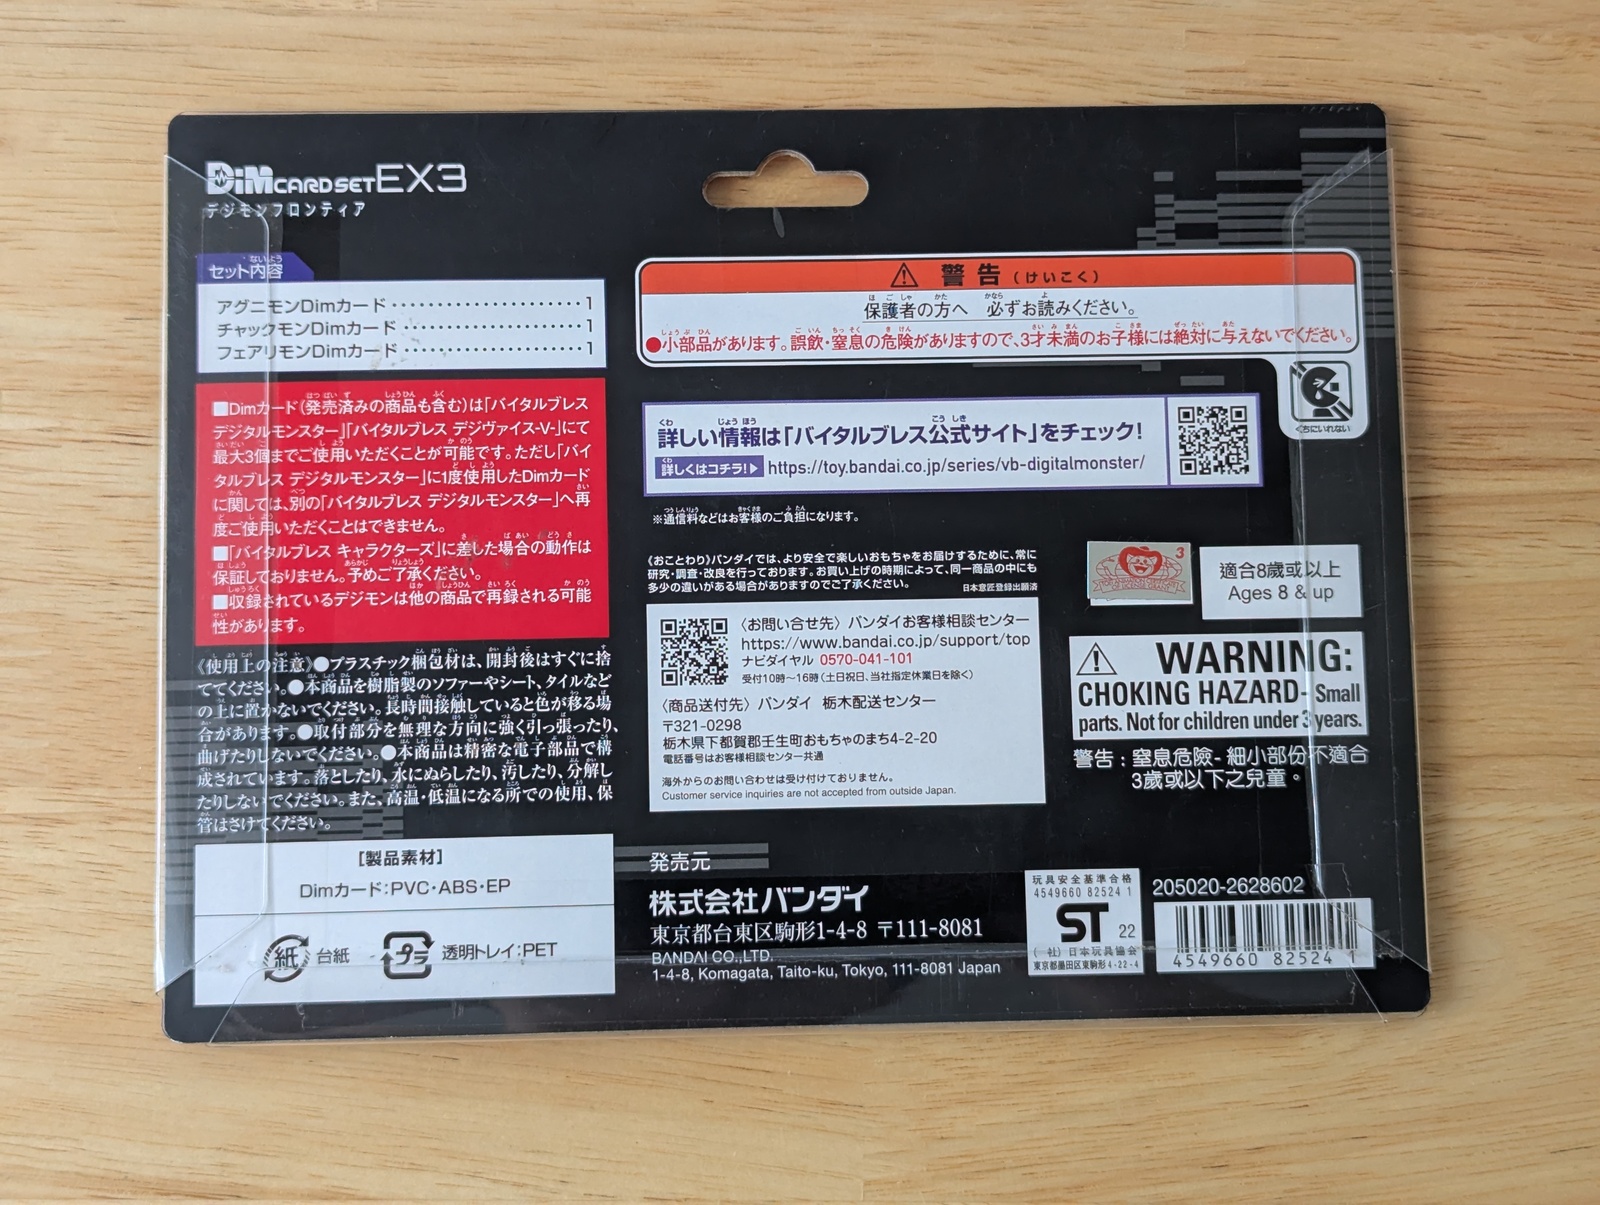 DiM CARD SET EX3
デジモンフロンティア
セット内容
アグニモンDimカード・・・・・・・・・・・・・・・・・・・・・・1
チャックモンDimカード・・・・・・・・・・・・・・・・・・・・・1
フェアリモンDimカード・・・・・・・・・・・・・・・・・・・・・1
■Dimカード(発売済みの商品も含む)は「バイタルブレス
デジタルモンスター」「バイタルブレス デジヴァイス-V-」にて
最大3個までご使用いただくことが可能です。ただし「バイ
タルブレス デジタルモンスター」に1度使用したDimカード
に関しては、別の「バイタルブレス デジタルモンスター」へ再
度ご使用いただくことはできません。
■「バイタルブレス キャラクターズ」に差した場合の動作は
保証しておりません。予めご了承ください。
■収録されているデジモンは他の商品で再録される可能
性があります。
《使用上の注意》●プラスチック梱包材は、開封後はすぐに捨
ててください。●本商品を樹脂製のソファーやシート、タイルなど
の上に置かないでください。長時間接触していると色が移る場
合があります。●取付部分を無理な方向に強く引っ張ったり、
曲げたりしないでください。●本商品は精密な電子部品で構
成されています。落としたり、水にぬらしたり、汚したり、分解し
たりしないでください。また、高温・低温になる所での使用、保
管はさけてください。
[製品素材]
Dimカード:PVC・ABS・EP
紙 台紙
プラ 透明トレイ:PET
警告(けいこく)
保護者の方へ 必ずお読みください。
●小部品があります。誤飲・窒息の危険がありますので、3才未満のお子様には絶対に与えないでください。
くちにいれない
詳しい情報は「バイタルブレス公式サイト」をチェック!
詳しくはコチラ!▶ https://toy.bandai.co.jp/series/vb-digitalmonster/
※通信料などはお客様のご負担になります。
《おことわり》バンダイでは、より安全で楽しいおもちゃをお届けするために、常に
研究・調査・改良を行っております。お買い上げの時期によって、同一商品の中にも
多少の違いがある場合がありますのでご了承ください。
日本意匠登録出願済
〈お問い合せ先〉バンダイお客様相談センター
https://www.bandai.co.jp/support/top
ナビダイヤル 0570-041-101
受付10時〜16時(土日祝日、当社指定休業日を除く)
〈商品送付先〉バンダイ 栃木配送センター
〒321-0298
栃木県下都賀郡壬生町おもちゃのまち4-2-20
電話番号はお客様相談センター共通
海外からのお問い合わせは受け付けておりません。
Customer service inquiries are not accepted from outside Japan.
3
適合8歲或以上
Ages 8 & up
WARNING:
CHOKING HAZARD- Small
parts. Not for children under 3 years.
警告:窒息危險- 細小部份不適合
3歲或以下之兒童。
発売元
株式会社バンダイ
東京都台東区駒形1-4-8 〒111-8081
BANDAI CO.,LTD.
1-4-8, Komagata, Taito-ku, Tokyo, 111-8081 Japan
玩具安全基準合格
4549660 82524 1
ST 22
(一社)日本玩具協会
東京都墨田区東駒形4-22-4
205020-2628602
4549660 825241